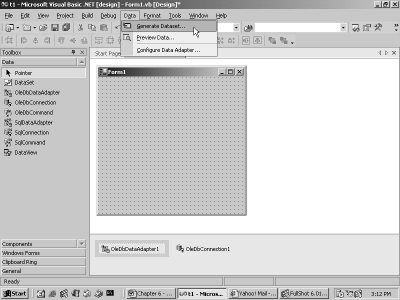 t1 - Microsoft Visual Basic .NET [design] - Form1.vb [Design]*
File Edit View Project Build Debug Data Format Tools Window Help
Generate Dataset...
Preview Data...
Configure Data Adapter...
Toolbox
Start Page
Data
Pointer
DataSet
OleDbDataAdapter
OleDbConnection
OleDbCommand
SqlDataAdapter
SqlConnection
SqlCommand
DataView
Form1
Components
Windows Forms
Clipboard Ring
General
OleDbDataAdapter1
OleDbConnection1
Ready
Start
Chapter 6 -
t1 - Micros...
Yahoo! Mail -
FullShot 6.01
3:12 PM